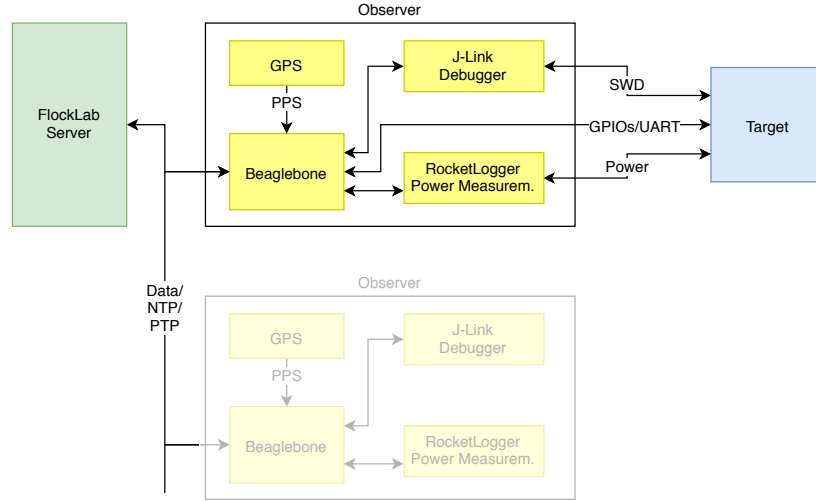 Observer
GPS
PPS
J-Link
Debugger
SWD
FlockLab
Server
Beaglebone
GPIOs/UART
Target
RocketLogger
Power Measurem.
Power
Data/
NTP/
PTP
Observer
GPS
PPS
J-Link
Debugger
Beaglebone
RocketLogger
Power Measurem.